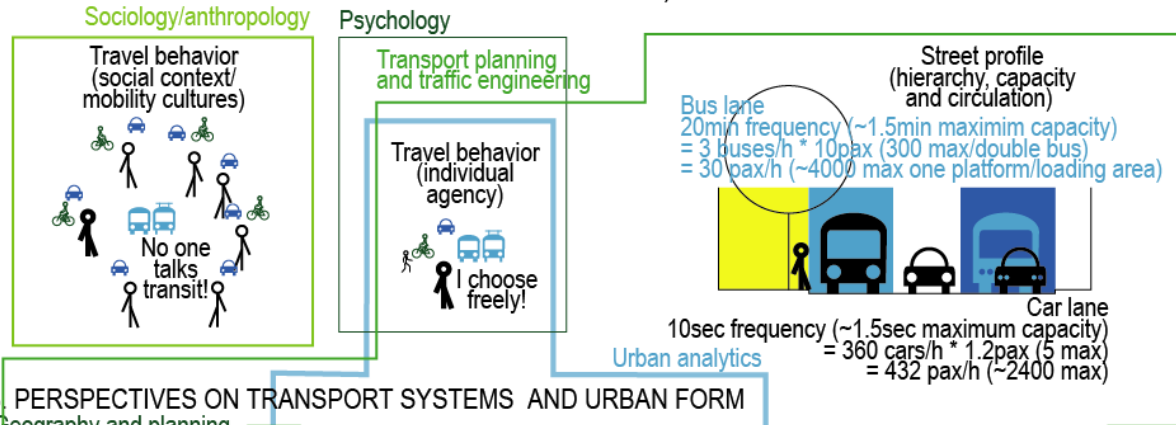 Sociology/anthropology
Travel behavior
(social context/
mobility cultures)
No one
talks
transit!
Psychology
Transport planning
and traffic engineering
Travel behavior
(individual
agency)
I choose
freely!
Street profile
(hierarchy, capacity
and circulation)
Bus lane
20min frequency (~1.5min maximim capacity)
= 3 buses/h * 10pax (300 max/double bus)
= 30 pax/h (~4000 max one platform/loading area)
Car lane
10sec frequency (~1.5sec maximum capacity)
= 360 cars/h * 1.2pax (5 max)
= 432 pax/h (~2400 max)
Urban analytics
PERSPECTIVES ON TRANSPORT SYSTEMS AND URBAN FORM
Geography and planning